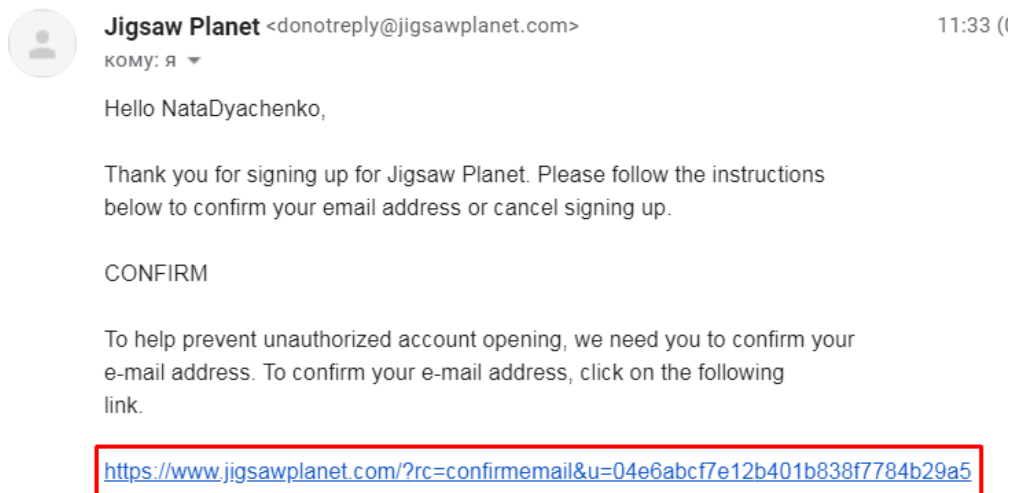 Jigsaw Planet <donotreply@jigsawplanet.com> 11:33
кому: я
Hello NataDyachenko,
Thank you for signing up for Jigsaw Planet. Please follow the instructions
below to confirm your email address or cancel signing up.
CONFIRM
To help prevent unauthorized account opening, we need you to confirm your
e-mail address. To confirm your e-mail address, click on the following
link.
https://www.jigsawplanet.com/?rc=confirmemail&u=04e6abcf7e12b401b838f7784b29a5